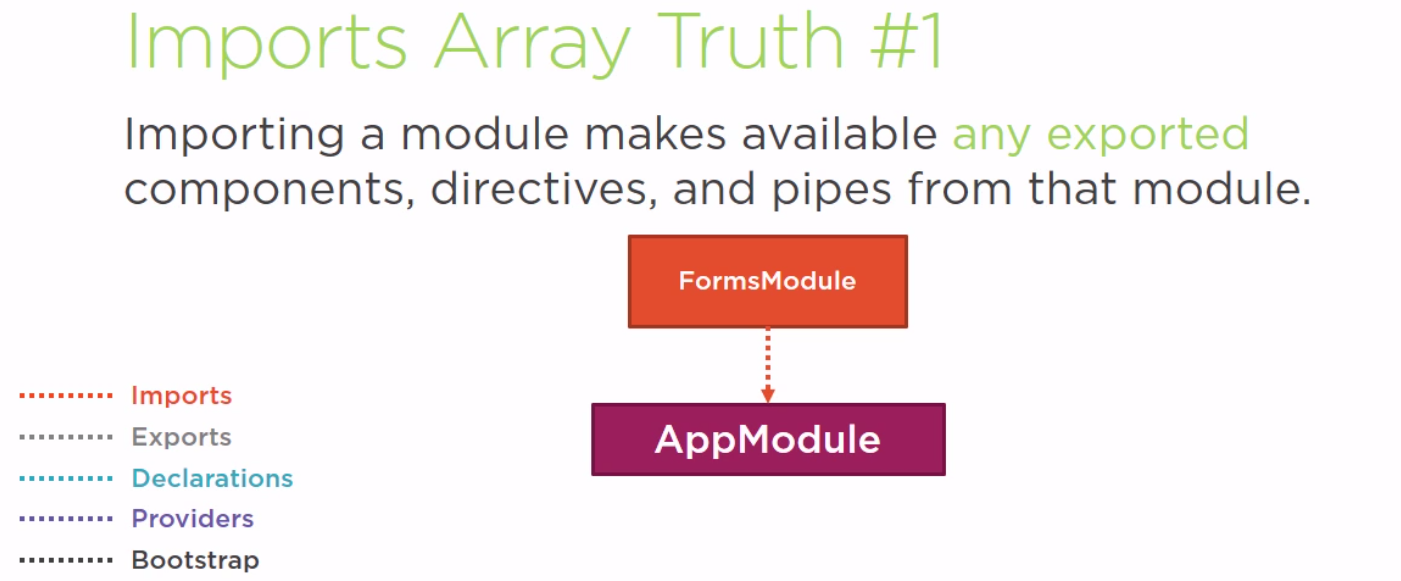 Imports Array Truth #1
Importing a module makes available any exported
components, directives, and pipes from that module.
FormsModule
AppModule
Imports
Exports
Declarations
Providers
Bootstrap